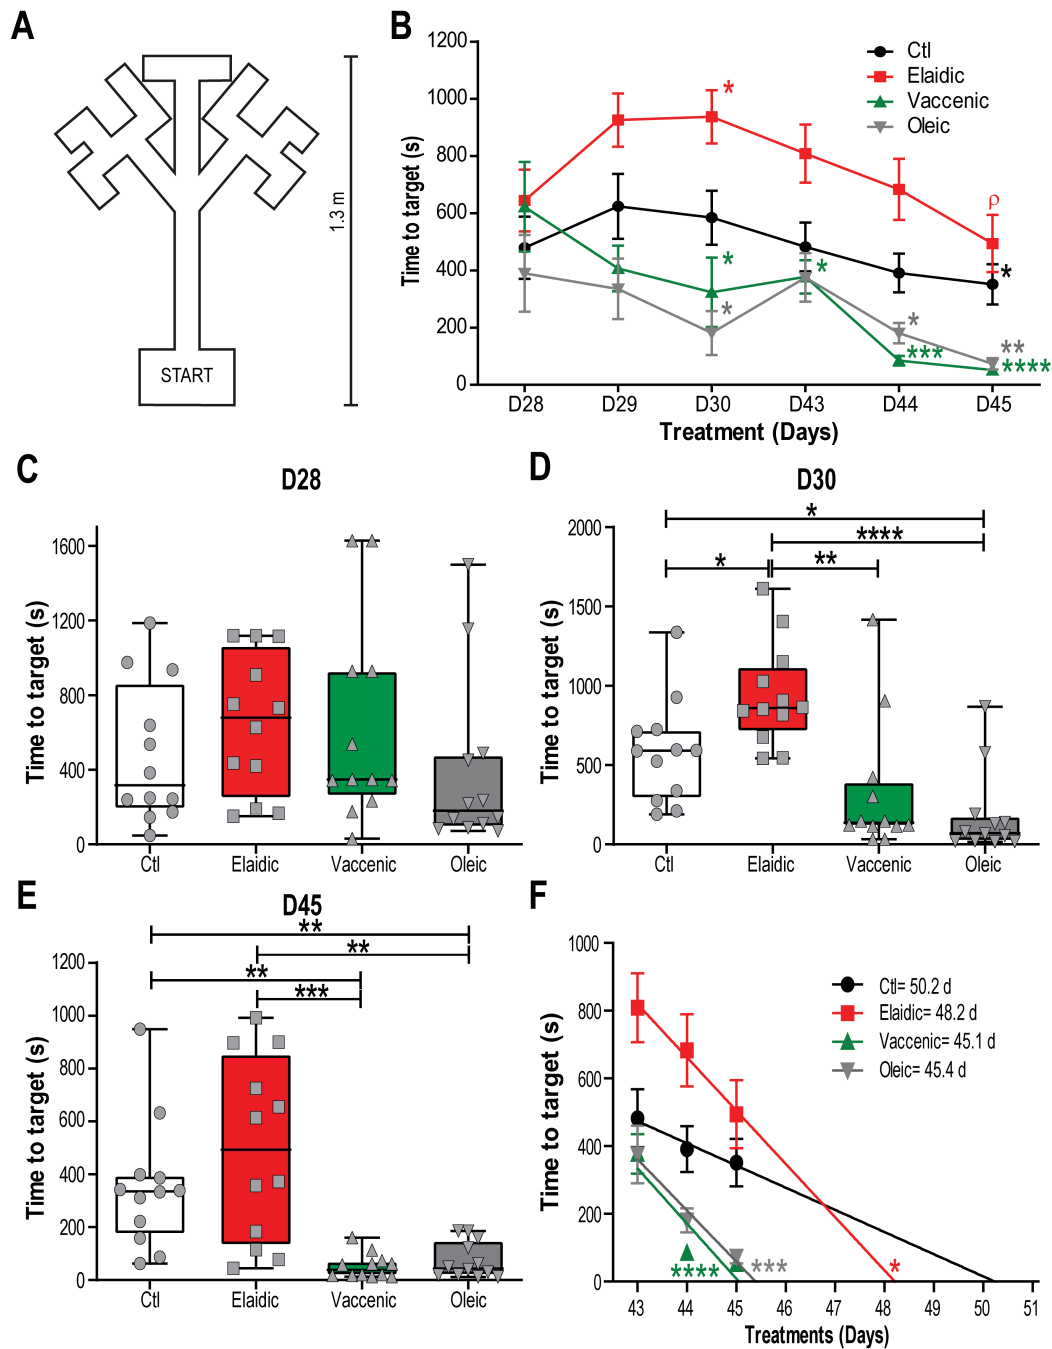 A
START
1.3 m
B
1200
1000
800
600
400
200
0
Time to target (s)
Ctl
Elaidic
Vaccenic
Oleic
*
ρ
*
*
*
*
*
**
***
****
D28 D29 D30 D43 D44 D45
Treatment (Days)
C
D28
1600
1200
800
400
0
Time to target (s)
Ctl Elaidic Vaccenic Oleic
D
D30
*
****
* **
2000
1500
1000
500
0
Time to target (s)
Ctl Elaidic Vaccenic Oleic
E
D45
**
**
**
***
1200
1000
800
600
400
200
0
Time to target (s)
Ctl Elaidic Vaccenic Oleic
F
1000
800
600
400
200
0
Time to target (s)
Ctl= 50.2 d
Elaidic= 48.2 d
Vaccenic= 45.1 d
Oleic= 45.4 d
**** *** *
43 44 45 46 47 48 49 50 51
Treatments (Days)